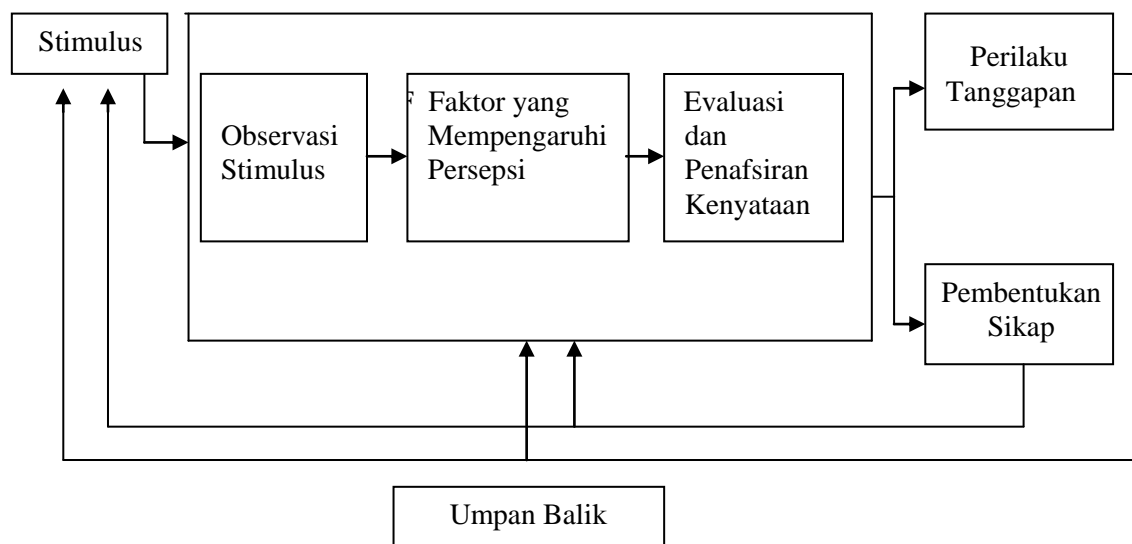 Stimulus
Observasi
Stimulus
F Faktor yang
Mempengaruhi
Persepsi
Evaluasi
dan
Penafsiran
Kenyataan
Perilaku
Tanggapan
Pembentukan
Sikap
Umpan Balik